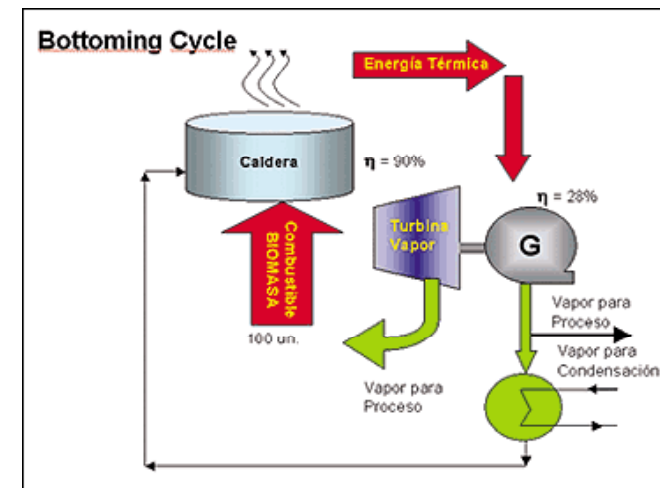 Bottoming Cycle
Energía Térmica
Caldera
η = 90%
η = 28%
Turbina
Vapor
G
Combustible
BIOMASA
100 un.
Vapor para
Proceso
Vapor para
Condensación
Vapor para
Proceso